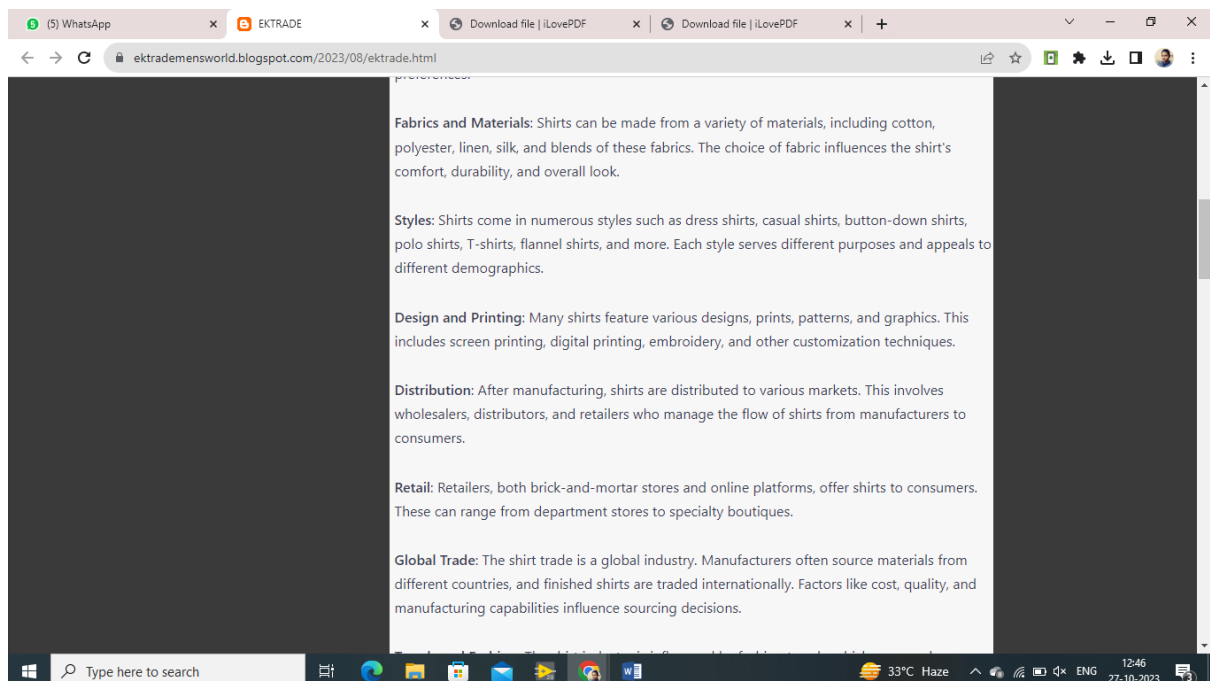 (5) WhatsApp
EKTRADE
Download file | iLovePDF
Download file | iLovePDF
ektrademensworld.blogspot.com/2023/08/ektrade.html
preferences.
Fabrics and Materials: Shirts can be made from a variety of materials, including cotton,
polyester, linen, silk, and blends of these fabrics. The choice of fabric influences the shirt's
comfort, durability, and overall look.
Styles: Shirts come in numerous styles such as dress shirts, casual shirts, button-down shirts,
polo shirts, T-shirts, flannel shirts, and more. Each style serves different purposes and appeals to
different demographics.
Design and Printing: Many shirts feature various designs, prints, patterns, and graphics. This
includes screen printing, digital printing, embroidery, and other customization techniques.
Distribution: After manufacturing, shirts are distributed to various markets. This involves
wholesalers, distributors, and retailers who manage the flow of shirts from manufacturers to
consumers.
Retail: Retailers, both brick-and-mortar stores and online platforms, offer shirts to consumers.
These can range from department stores to specialty boutiques.
Global Trade: The shirt trade is a global industry. Manufacturers often source materials from
different countries, and finished shirts are traded internationally. Factors like cost, quality, and
manufacturing capabilities influence sourcing decisions.
Type here to search
33°C Haze
ENG
12:46
27-10-2023